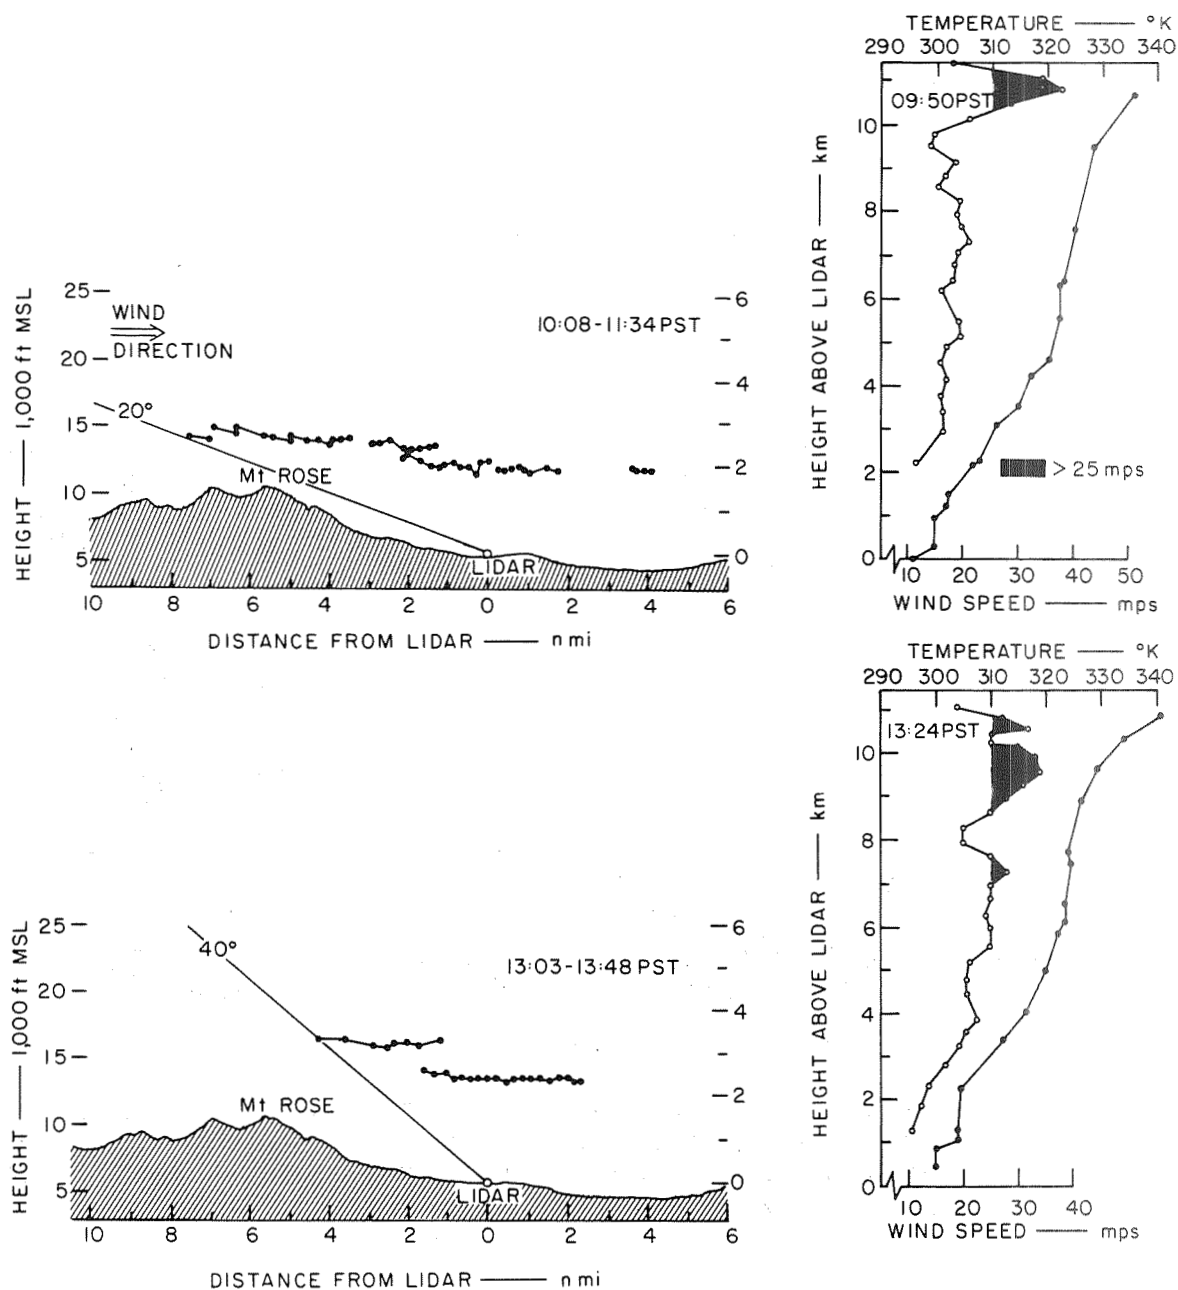 TEMPERATURE —— °K
290 300 310 320 330 340
09:50PST
10
8
6
4
2
0
HEIGHT ABOVE LIDAR —— km
> 25 mps
10 20 30 40 50
WIND SPEED —— mps
25
20
15
10
5
HEIGHT —— 1,000 ft MSL
WIND
DIRECTION
10:08-11:34PST
20°
Mt ROSE
LIDAR
6
4
2
0
10 8 6 4 2 0 2 4 6
DISTANCE FROM LIDAR —— n mi
TEMPERATURE —— °K
290 300 310 320 330 340
13:24PST
10
8
6
4
2
0
HEIGHT ABOVE LIDAR —— km
10 20 30 40
WIND SPEED —— mps
25
20
15
10
5
HEIGHT —— 1,000 ft MSL
40°
13:03-13:48PST
Mt ROSE
LIDAR
6
4
2
0
10 8 6 4 2 0 2 4 6
DISTANCE FROM LIDAR —— n mi